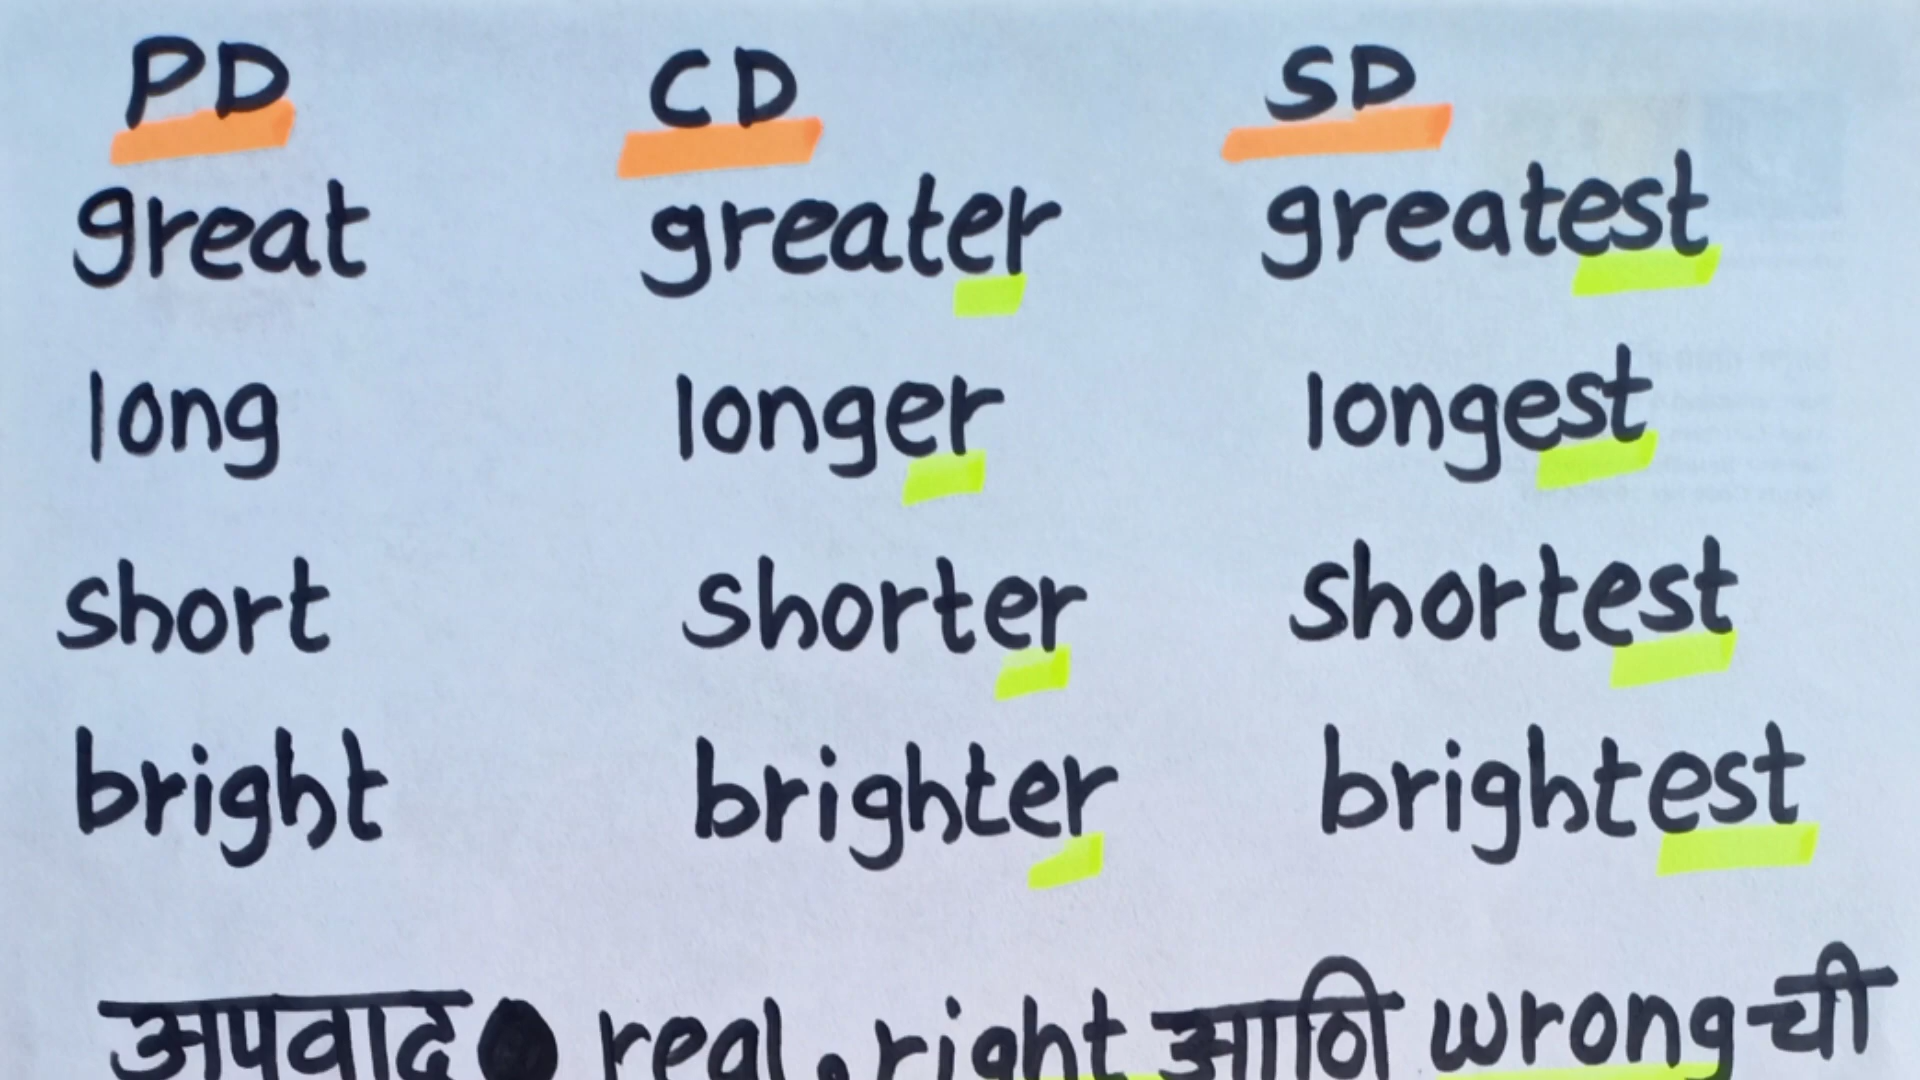 PD CD SD
great greater greatest
long longer longest
short shorter shortest
bright brighter brightest
अपवाद ● real, right आणि wrong ची